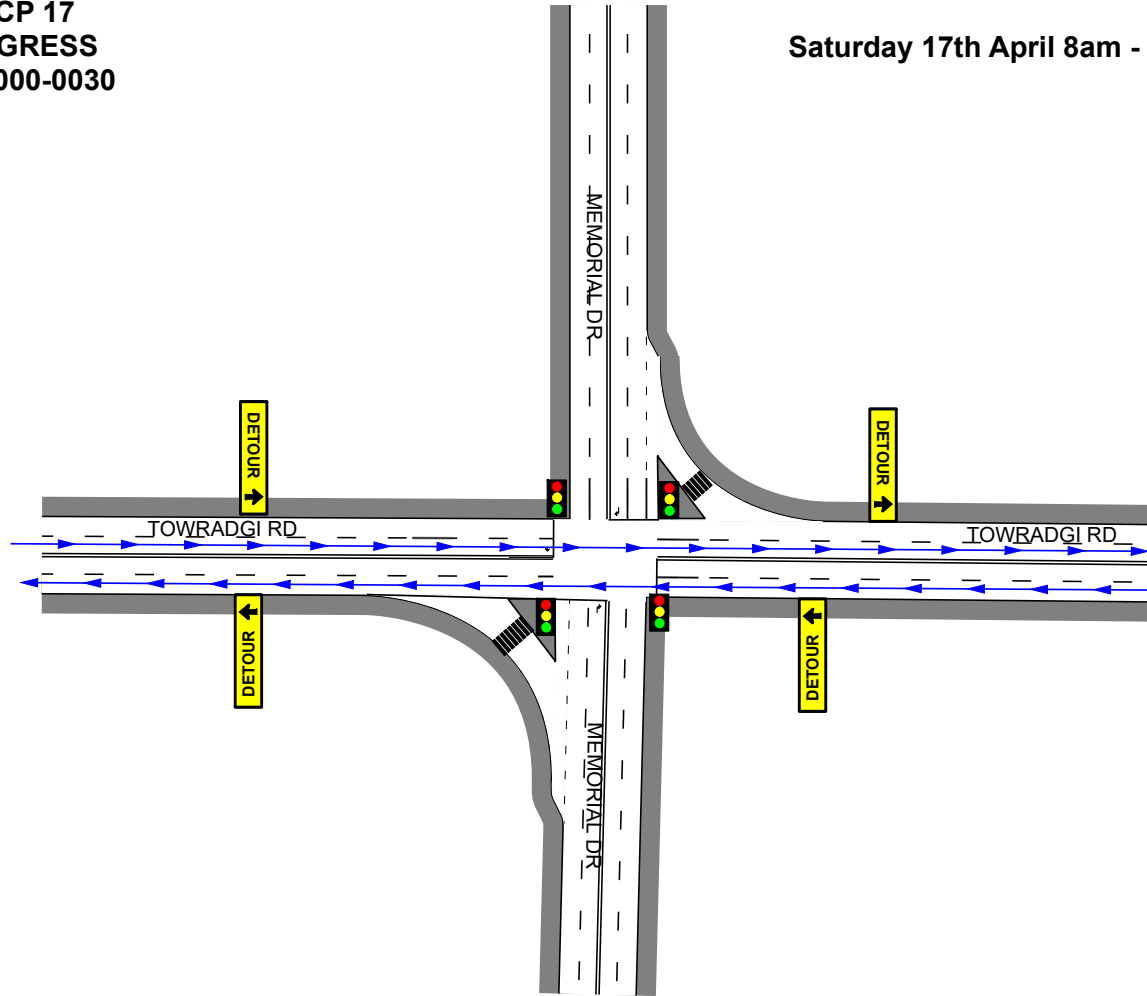 CP 17
GRESS
000-0030
Saturday 17th April 8am -
MEMORIAL DR
DETOUR
DETOUR
TOWRADGI RD
TOWRADGI RD
DETOUR
DETOUR
MEMORIAL DR